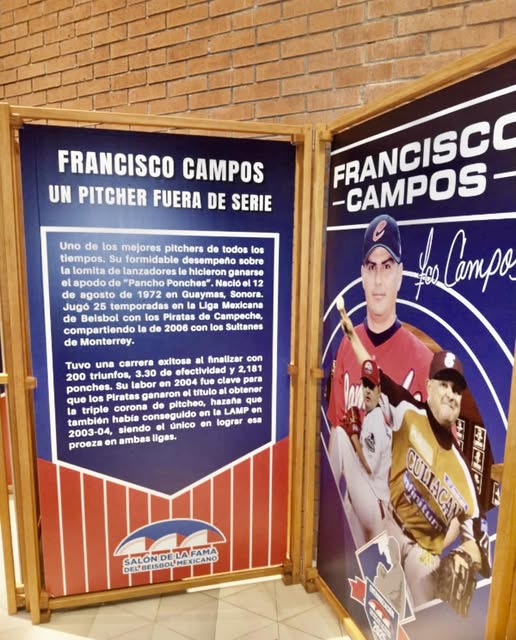 FRANCISCO CAMPOS
UN PITCHER FUERA DE SERIE
Uno de los mejores pitchers de todos los
tiempos. Su formidable desempeño sobre
la lomita de lanzadores le hicieron ganarse
el apodo de "Pancho Ponches". Nació el 12
de agosto de 1972 en Guaymas, Sonora.
Jugó 25 temporadas en la Liga Mexicana
de Beisbol con los Piratas de Campeche,
compartiendo la de 2006 con los Sultanes
de Monterrey.
Tuvo una carrera exitosa al finalizar con
200 triunfos, 3.30 de efectividad y 2,181
ponches. Su labor en 2004 fue clave para
que los Piratas ganaron el título al obtener
la triple corona de pitcheo, hazaña que
también había conseguido en la LAMP en
2003-04, siendo el único en lograr esa
proeza en ambas ligas.
SALÓN DE LA FAMA
DEL BEISBOL MEXICANO
FRANCISCO
CAMPOS
Fco Campos
C
S